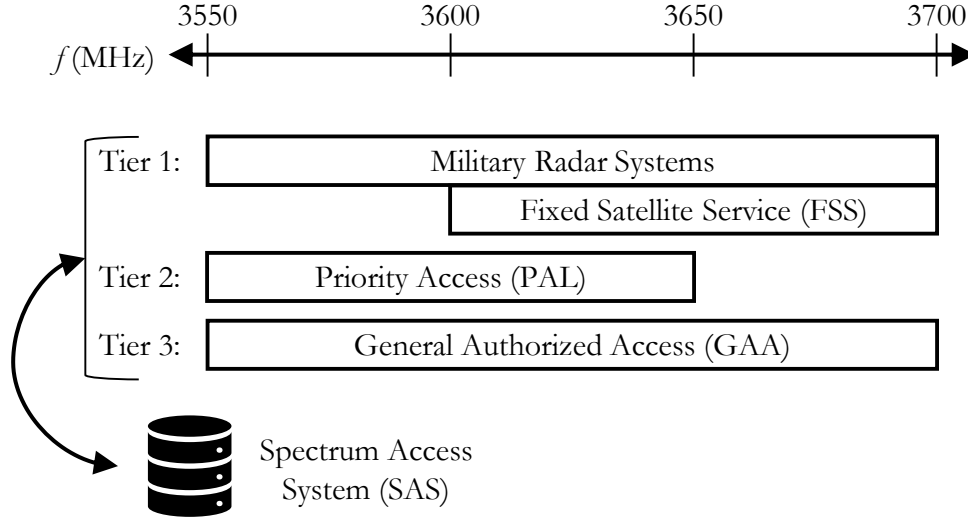 3550 3600 3650 3700
f (MHz)
Tier 1: Military Radar Systems
Fixed Satellite Service (FSS)
Tier 2: Priority Access (PAL)
Tier 3: General Authorized Access (GAA)
Spectrum Access
System (SAS)